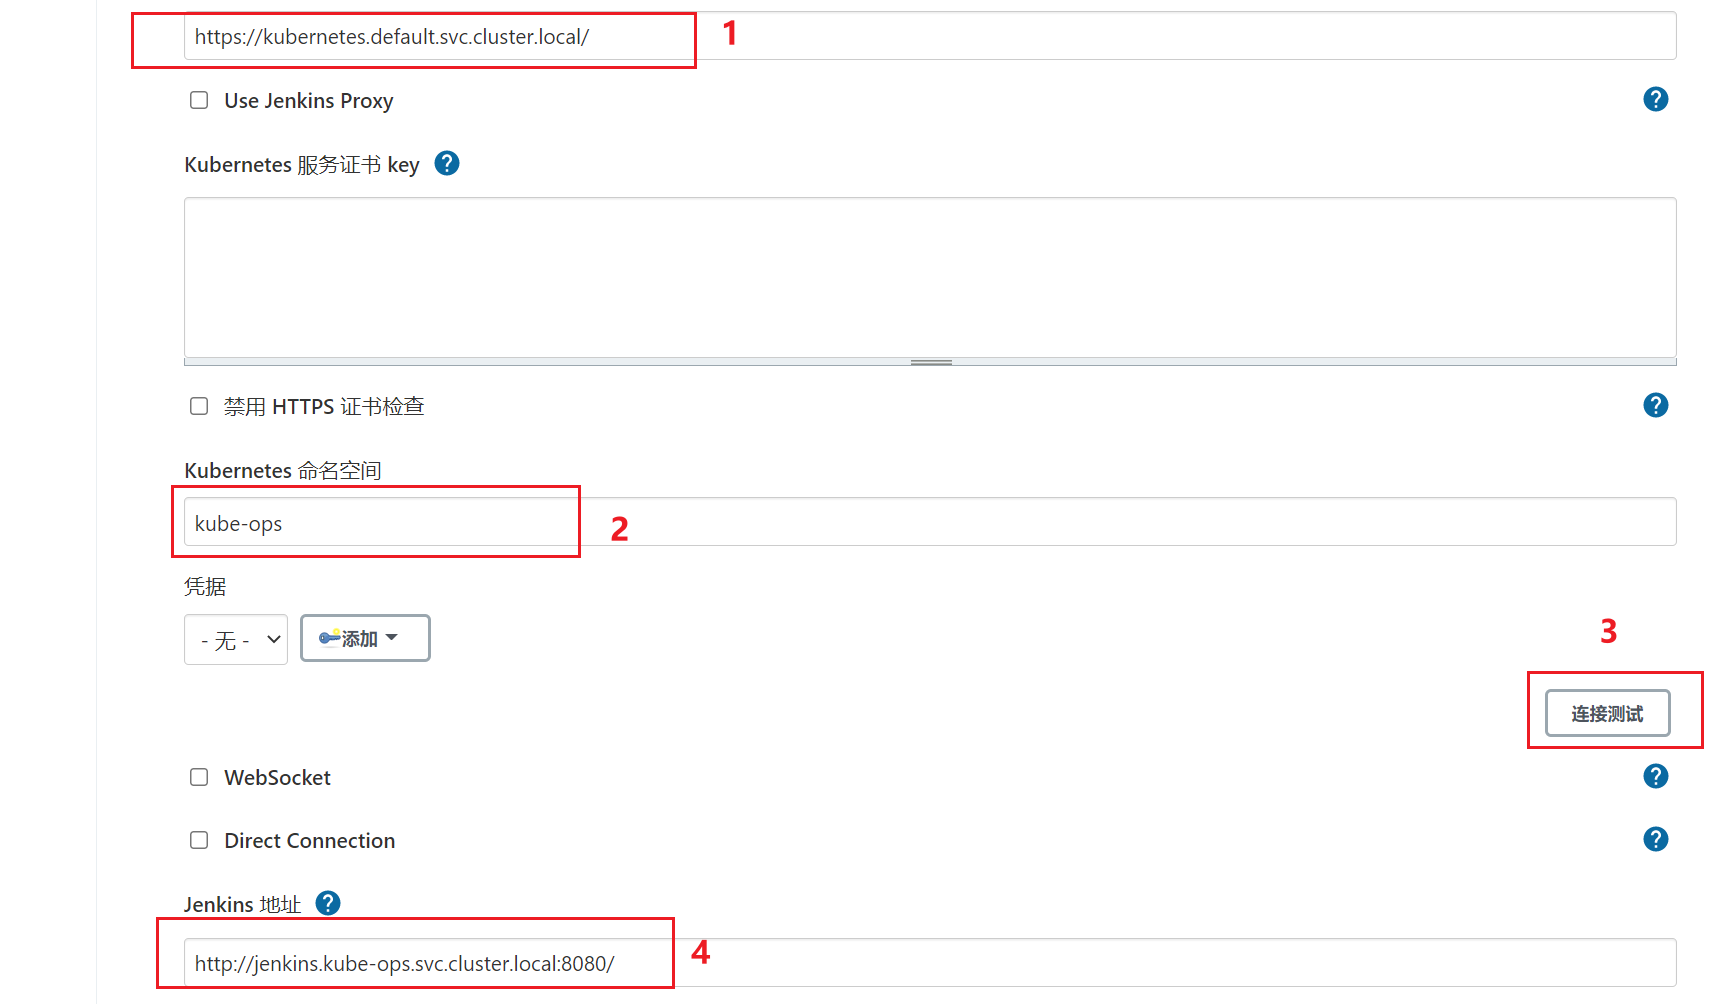 https://kubernetes.default.svc.cluster.local/ 1
Use Jenkins Proxy ?
Kubernetes 服务证书 key ?
禁用 HTTPS 证书检查 ?
Kubernetes 命名空间
kube-ops 2
凭据
- 无 - 添加
3
连接测试
WebSocket ?
Direct Connection ?
Jenkins 地址 ?
http://jenkins.kube-ops.svc.cluster.local:8080/ 4